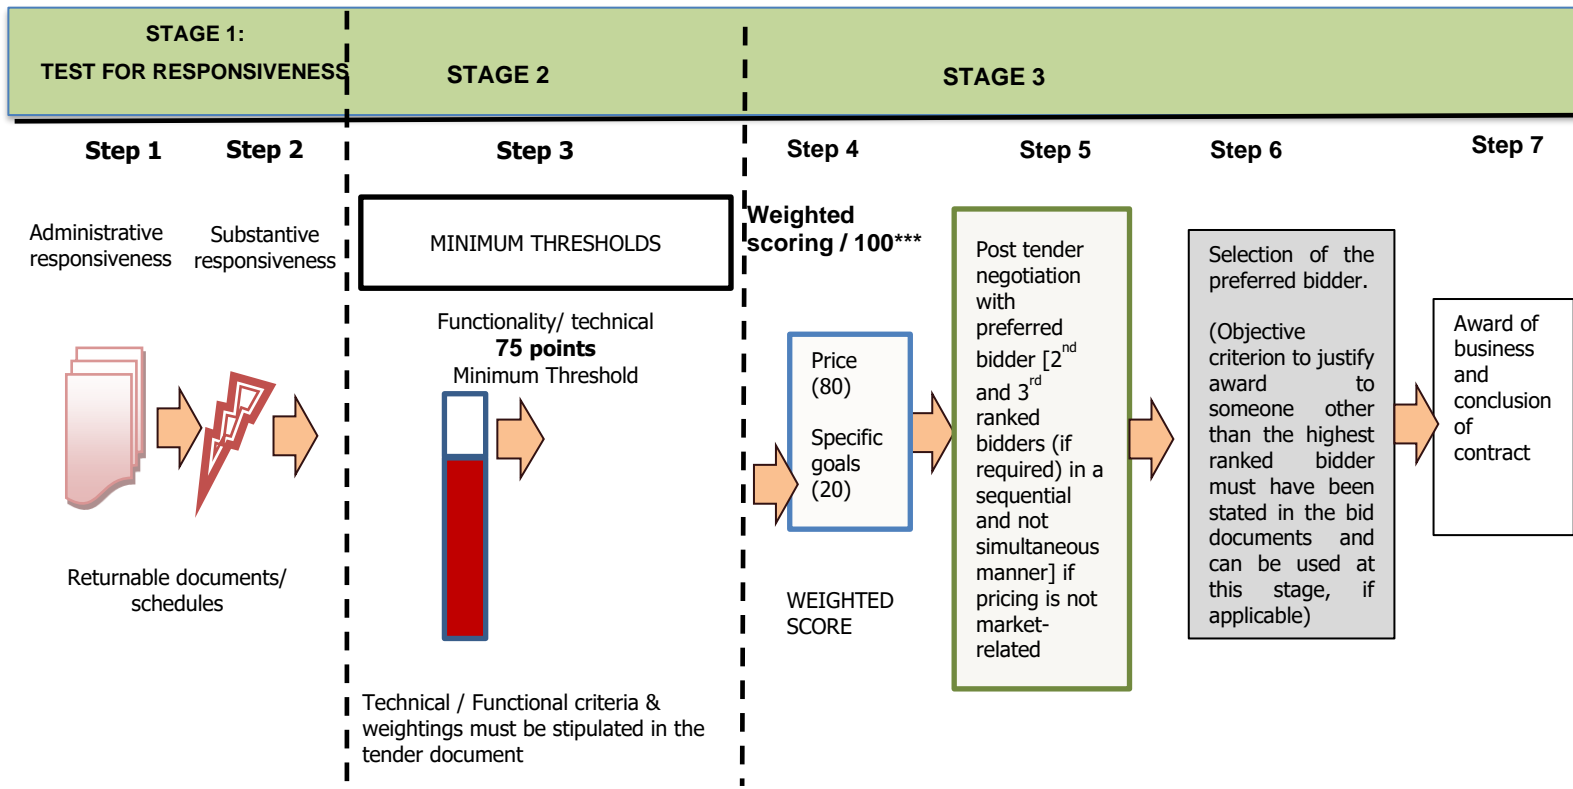 STAGE 1:
TEST FOR RESPONSIVENESS
STAGE 2
STAGE 3
Step 1
Step 2
Step 3
Step 4
Step 5
Step 6
Step 7
Administrative
responsiveness
Substantive
responsiveness
Returnable documents/
schedules
MINIMUM THRESHOLDS
Functionality/ technical
75 points
Minimum Threshold
Technical / Functional criteria &
weightings must be stipulated in the
tender document
Weighted
scoring / 100***
Price
(80)
Specific
goals
(20)
WEIGHTED
SCORE
Post tender
negotiation
with
preferred
bidder [2nd
and 3rd
ranked
bidders (if
required) in a
sequential
and not
simultaneous
manner] if
pricing is not
market-
related
Selection of the
preferred bidder.
(Objective
criterion to justify
award to
someone other
than the highest
ranked bidder
must have been
stated in the bid
documents and
can be used at
this stage, if
applicable)
Award of
business
and
conclusion
of
contract